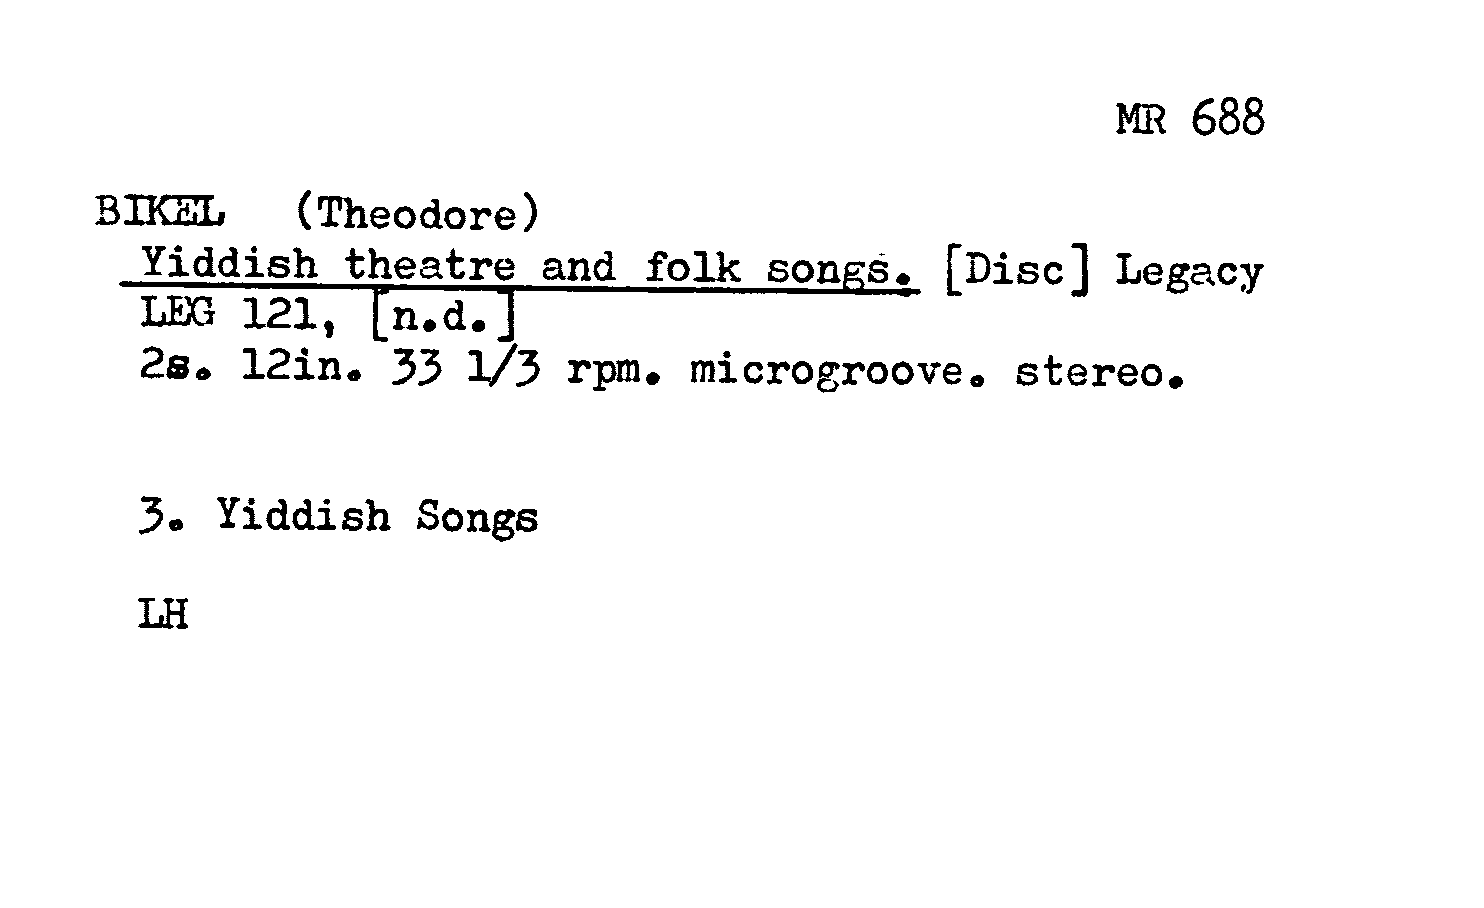 MR 688
BIKEL (Theodore)
Yiddish theatre and folk songs. [Disc] Legacy
LEG 121, [n.d.]
2s. 12in. 33 1/3 rpm. microgroove. stereo.
3. Yiddish Songs
LH